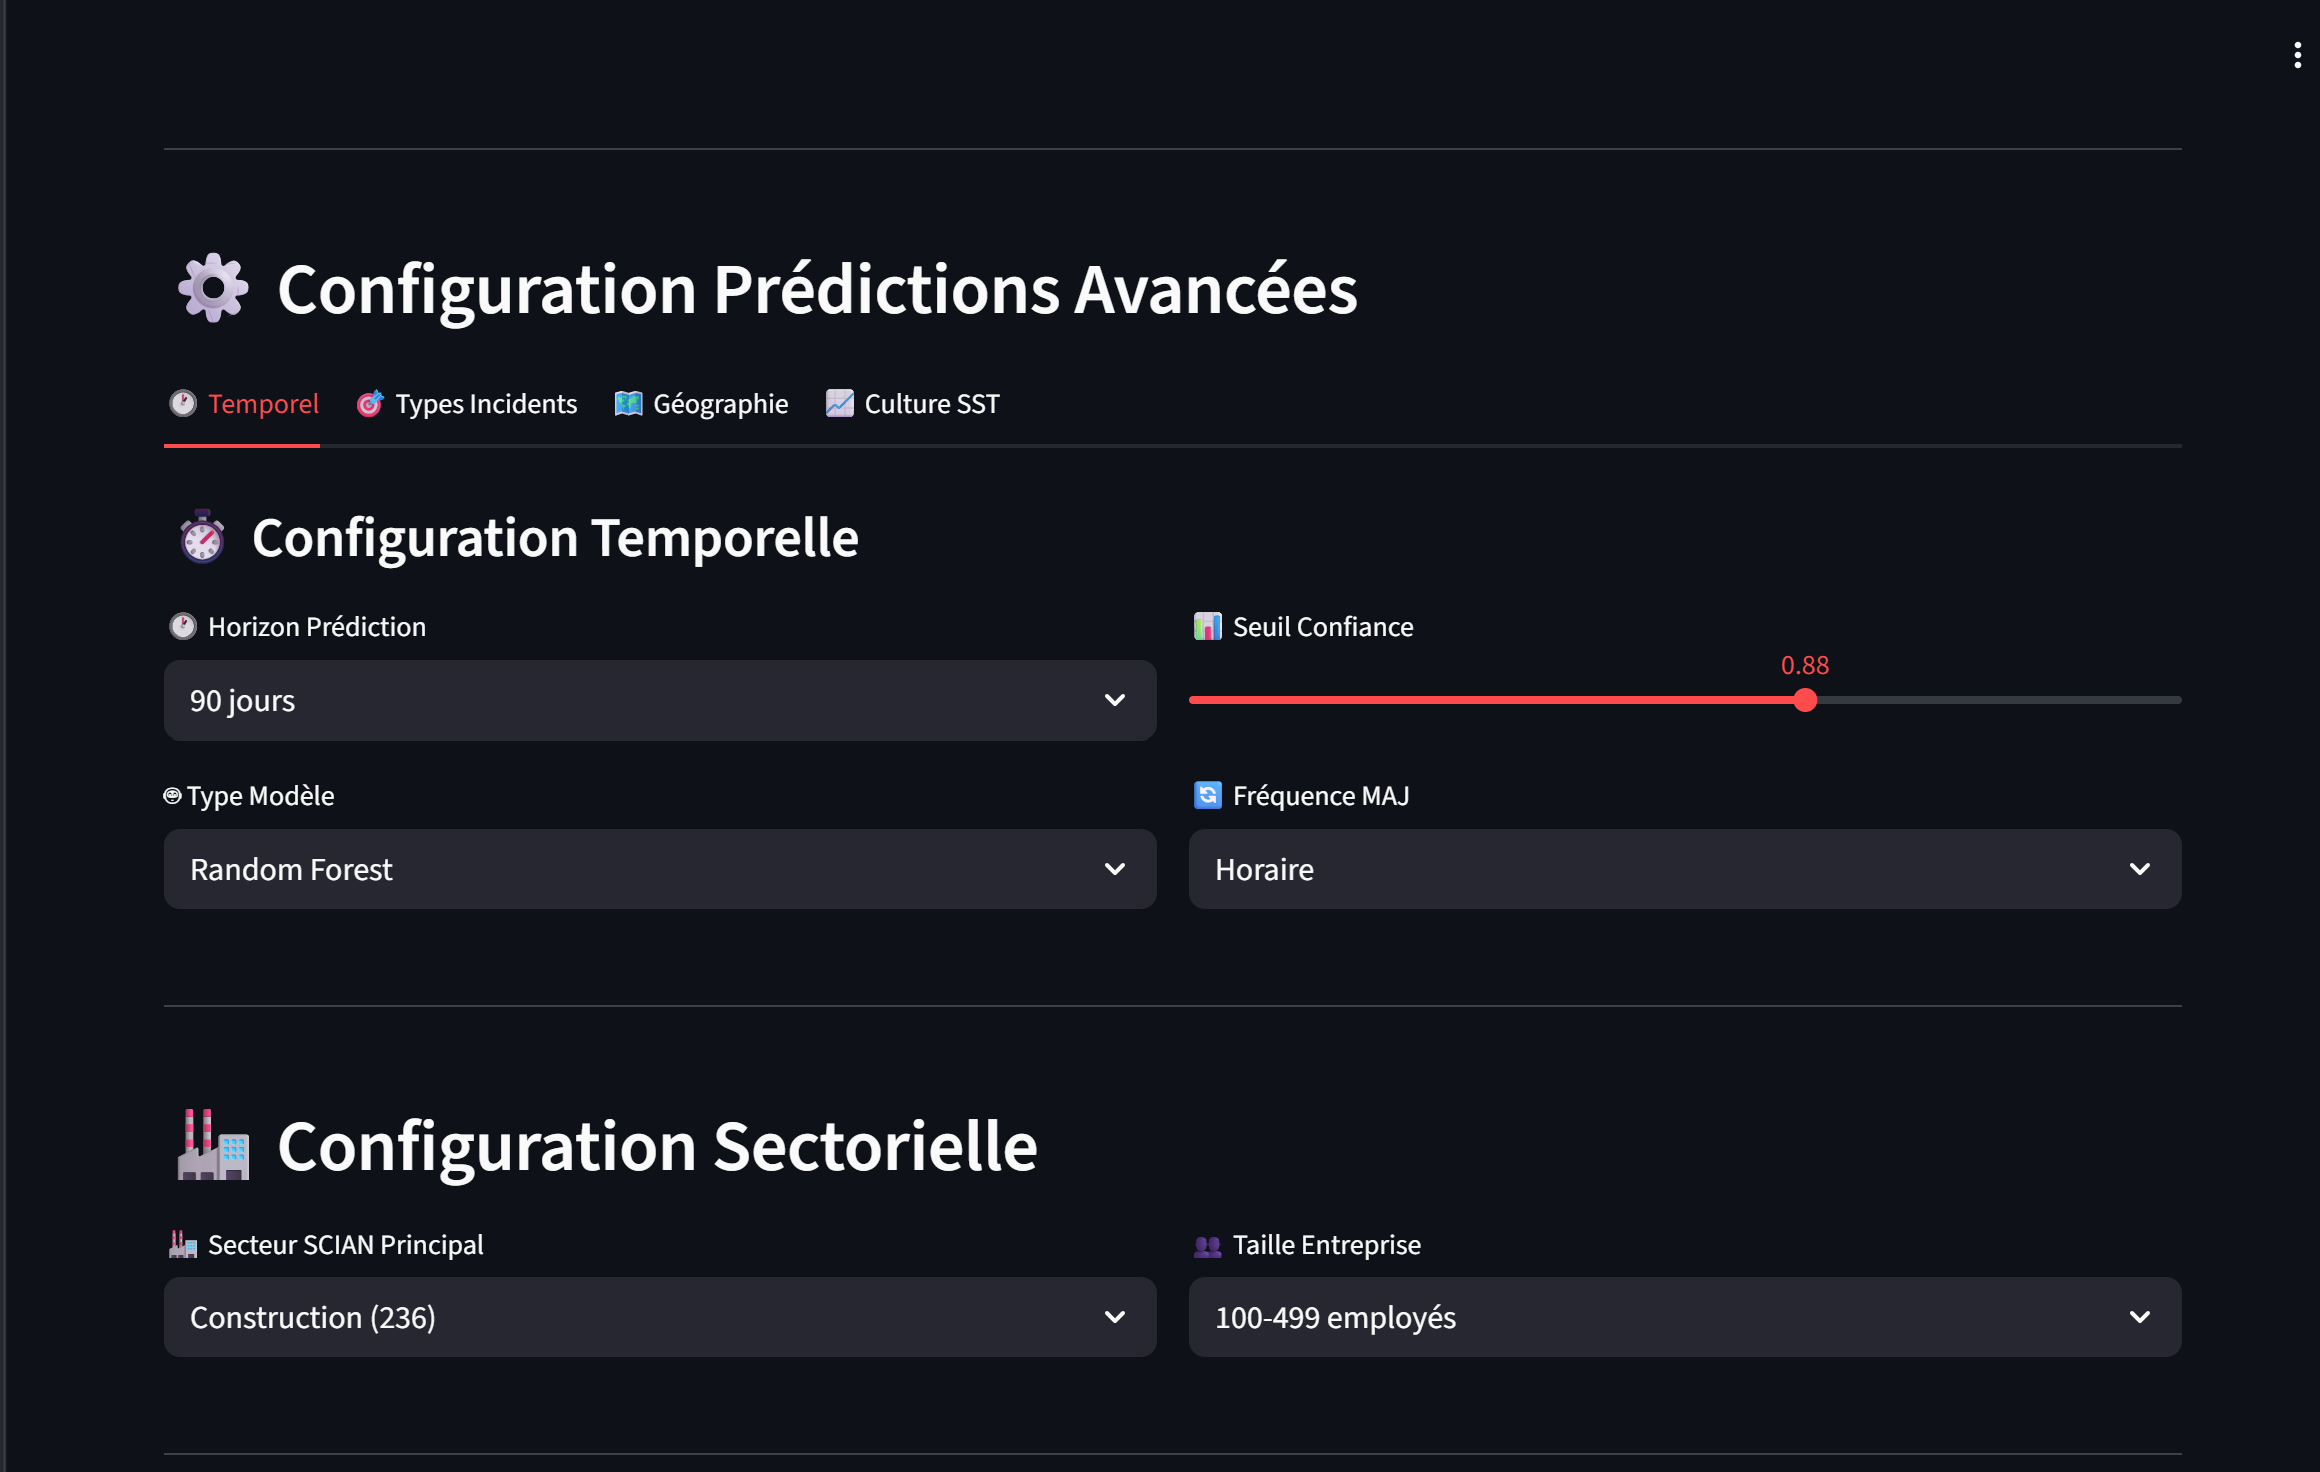 Configuration Prédictions Avancées
Temporel Types Incidents Géographie Culture SST
Configuration Temporelle
Horizon Prédiction
90 jours
Seuil Confiance
0.88
Type Modèle
Random Forest
Fréquence MAJ
Horaire
Configuration Sectorielle
Secteur SCIAN Principal
Construction (236)
Taille Entreprise
100-499 employés